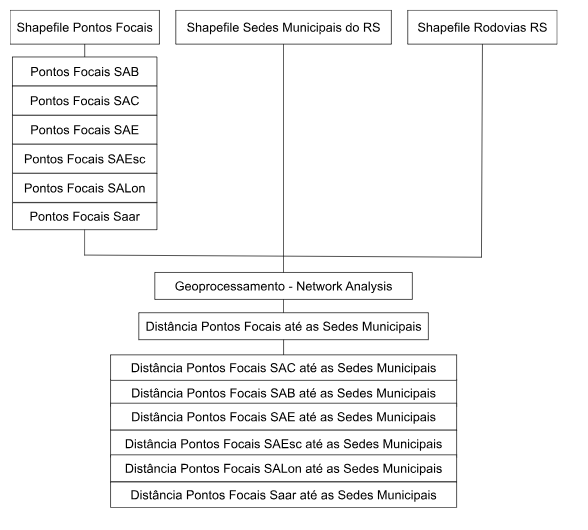 Shapefile Pontos Focais
Shapefile Sedes Municipais do RS
Shapefile Rodovias RS
Pontos Focais SAB
Pontos Focais SAC
Pontos Focais SAE
Pontos Focais SAEsc
Pontos Focais SALon
Pontos Focais Saar
Geoprocessamento - Network Analysis
Distância Pontos Focais até as Sedes Municipais
Distância Pontos Focais SAC até as Sedes Municipais
Distância Pontos Focais SAB até as Sedes Municipais
Distância Pontos Focais SAE até as Sedes Municipais
Distância Pontos Focais SAEsc até as Sedes Municipais
Distância Pontos Focais SALon até as Sedes Municipais
Distância Pontos Focais Saar até as Sedes Municipais